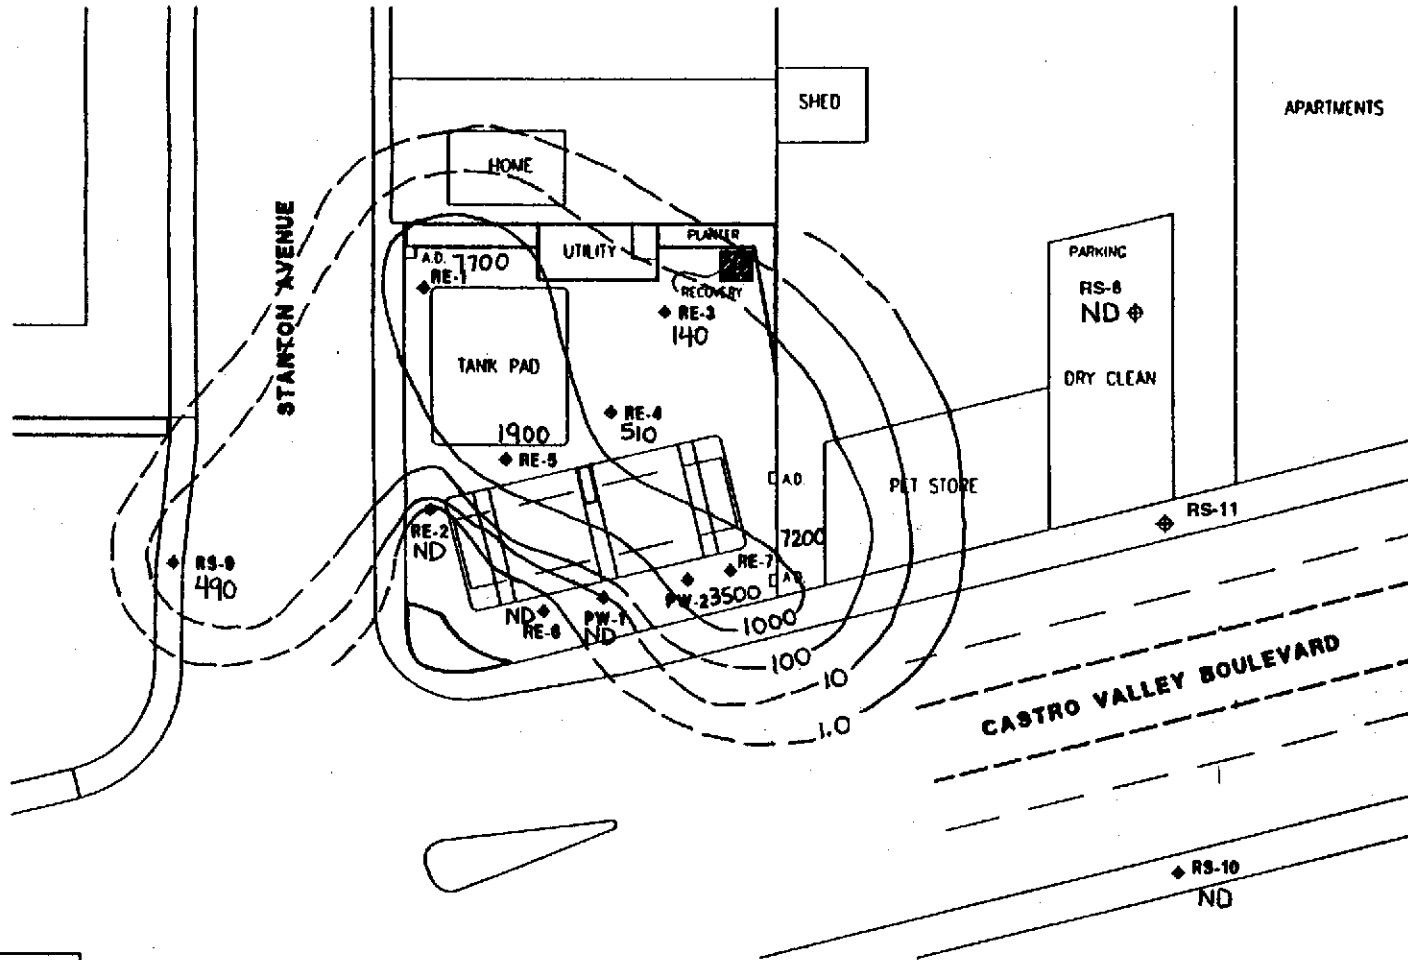 SHED
APARTMENTS
HOME
STANTON AVENUE
PLANTER
UTILITY
A.D. 7700
RE-1
RECOVERY
RE-3
140
PARKING
RS-8
ND
TANK PAD
DRY CLEAN
RE-4
510
1900
RE-5
A.D.
PET STORE
RE-2
ND
RS-11
7200
RS-9
490
RE-7
A.D.
PW-2 3500
ND
RE-6
PW-1
ND
1000
100
10
1.0
CASTRO VALLEY BOULEVARD
RS-10
ND